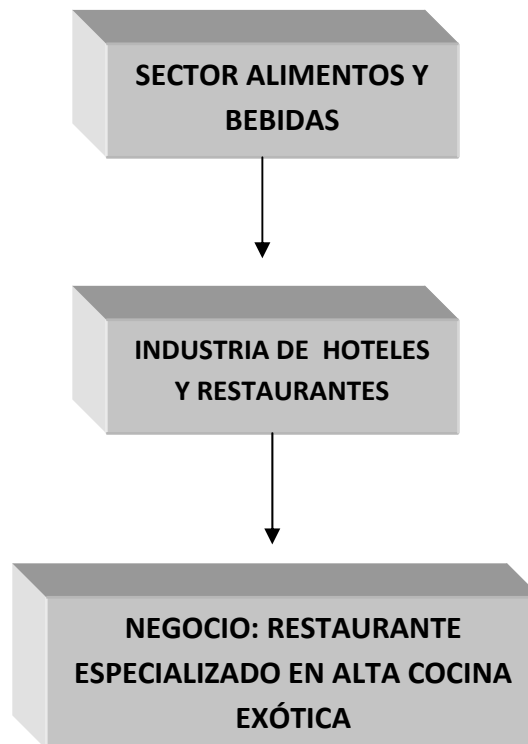 SECTOR ALIMENTOS Y
BEBIDAS
INDUSTRIA DE HOTELES
Y RESTAURANTES
NEGOCIO: RESTAURANTE
ESPECIALIZADO EN ALTA COCINA
EXÓTICA